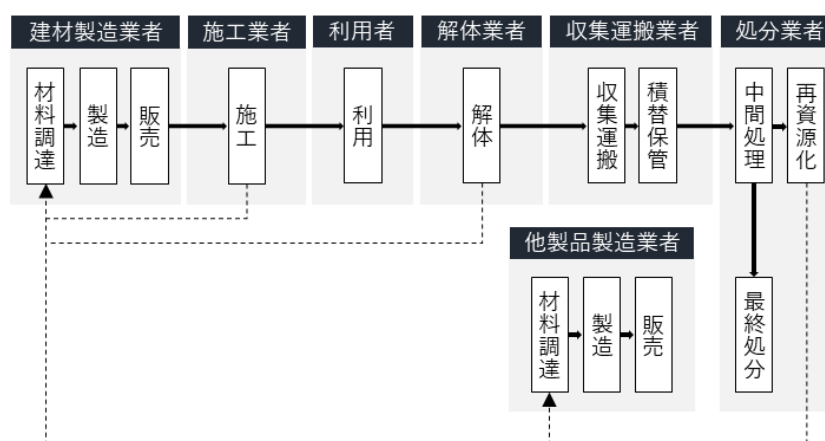 建材製造業者
施工業者
利用者
解体業者
収集運搬業者
処分業者
材料調達
製造
販売
施工
利用
解体
収集運搬
積替保管
中間処理
再資源化
他製品製造業者
材料調達
製造
販売
最終処分